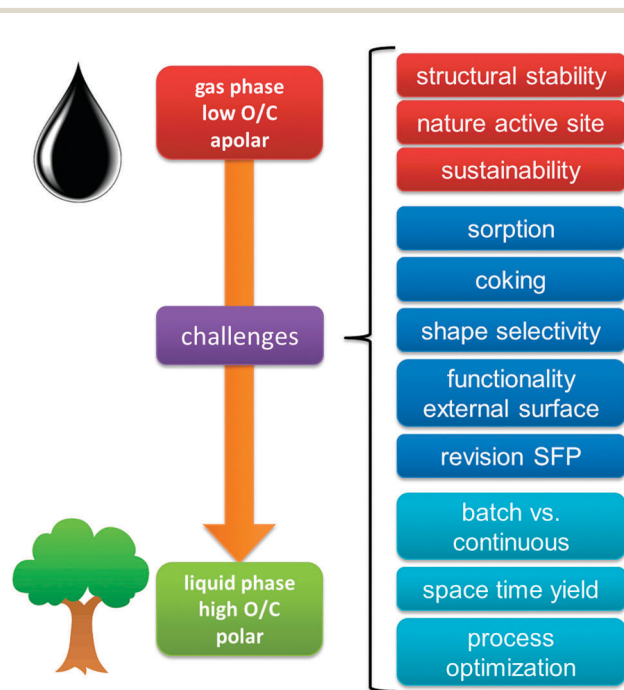 gas phase
low O/C
apolar
challenges
liquid phase
high O/C
polar
structural stability
nature active site
sustainability
sorption
coking
shape selectivity
functionality
external surface
revision SFP
batch vs.
continuous
space time yield
process
optimization